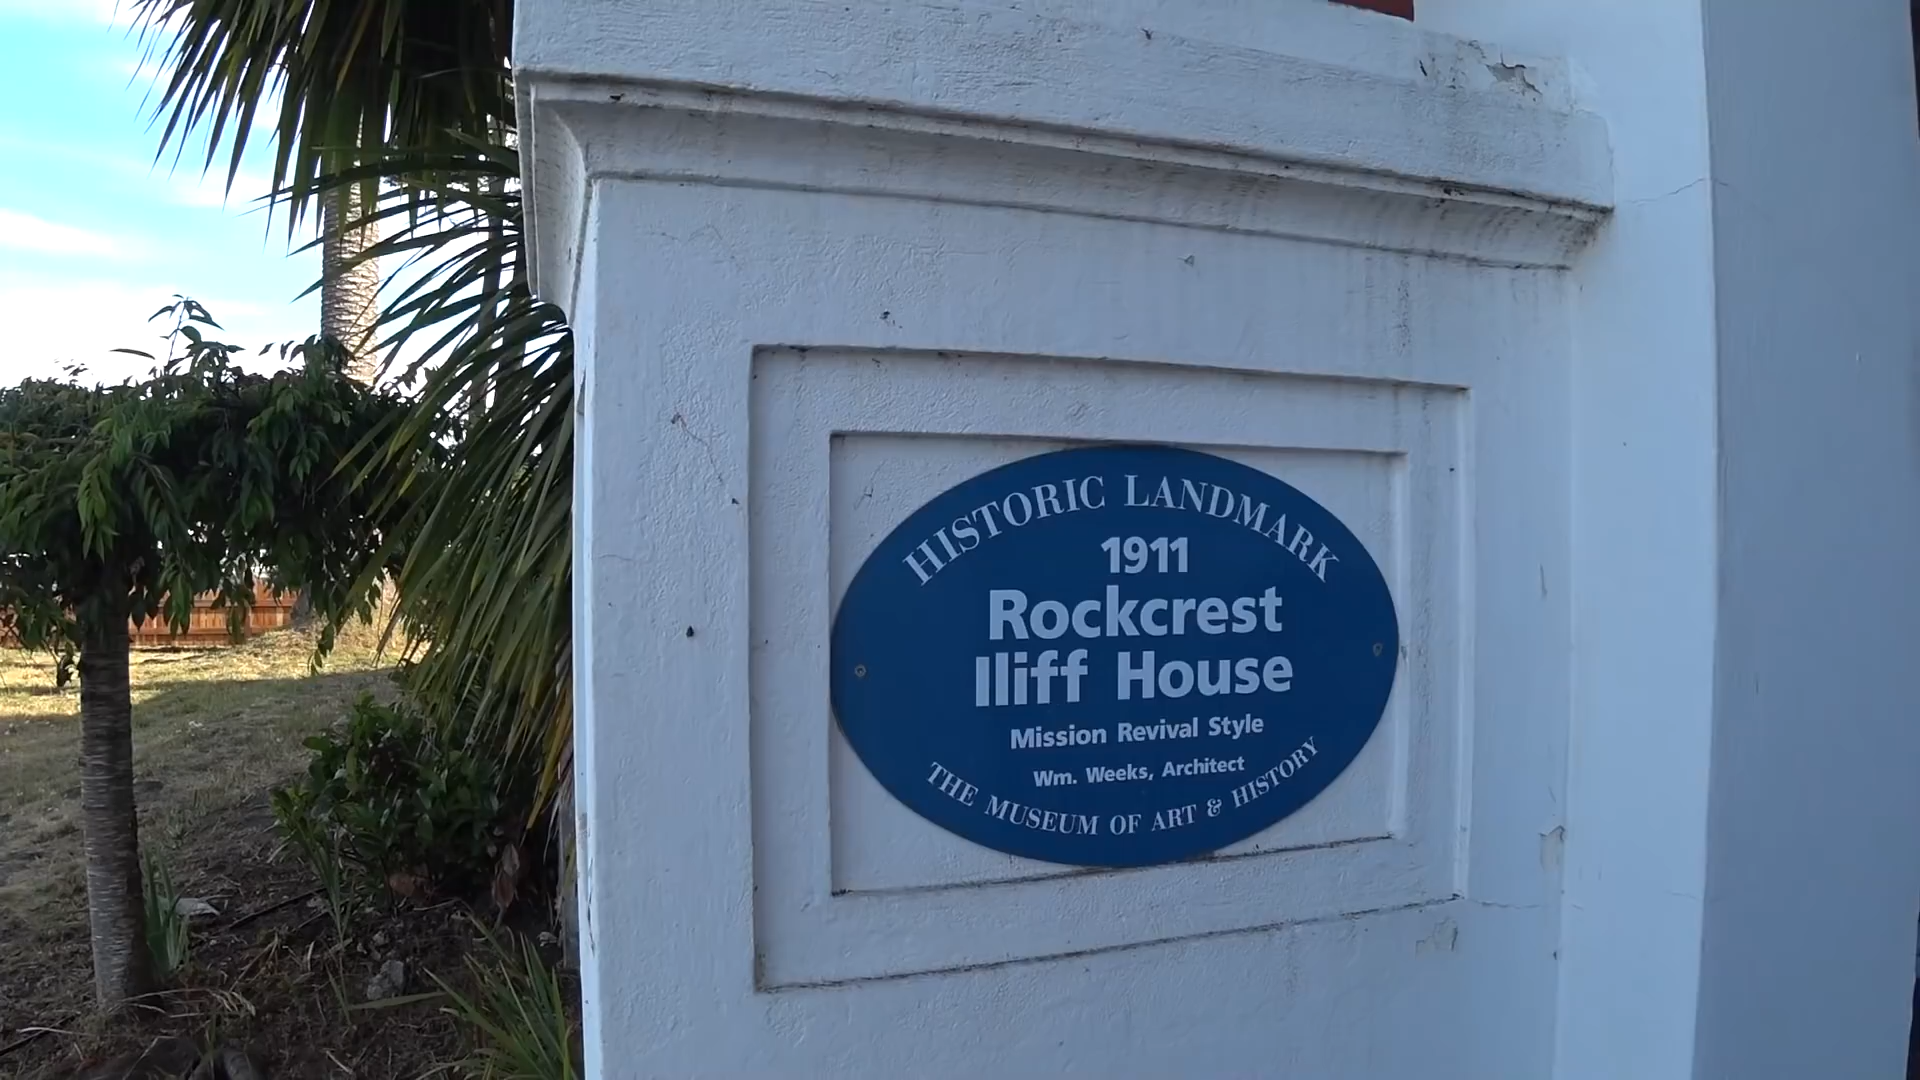 HISTORIC LANDMARK
1911
Rockcrest
Iliff House
Mission Revival Style
Wm. Weeks, Architect
THE MUSEUM OF ART & HISTORY